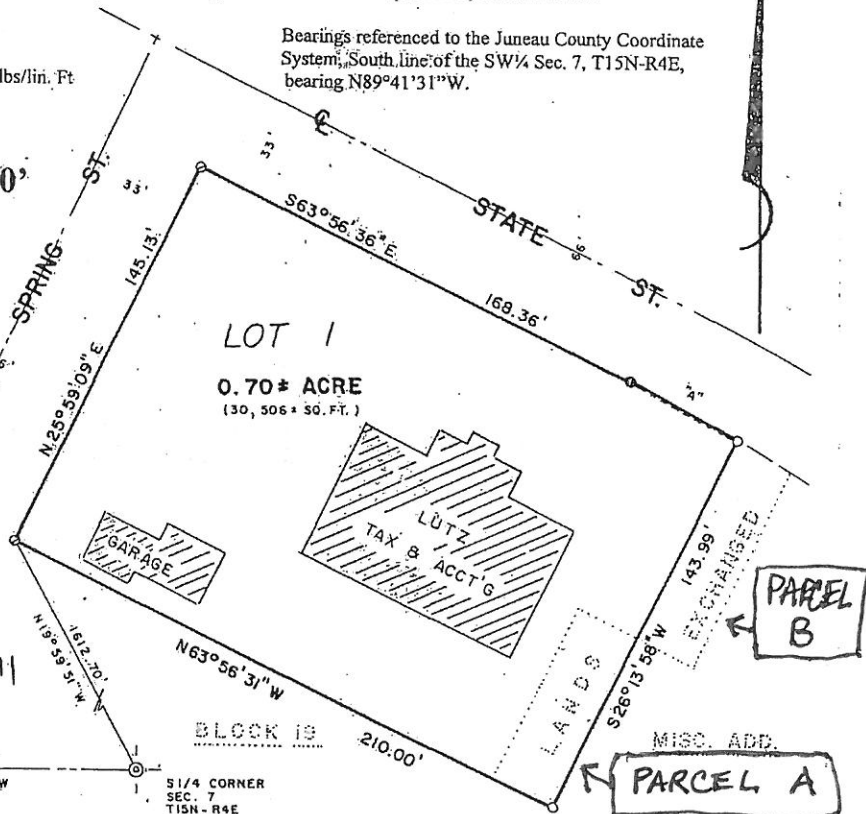 Bearings referenced to the Juneau County Coordinate
System, South line of the SW¼ Sec. 7, T15N-R4E,
bearing N89°41'31"W.
lbs/lin. Ft
0'
SPRING ST.
33'
33'
STATE ST.
66'
S63°56'36"E
168.36'
145.13'
N25°59'09"E
LOT 1
0.70± ACRE
(30,506± SQ.FT.)
LUTZ
TAX & ACCT'G
GARAGE
143.99'
S26°13'58"W
EXCHANGED
LANDS
PARCEL
B
N63°56'31"W
210.00'
1612.70'
N19°59'51"W
BLOCK 19
MISC. ADD.
PARCEL A
S1/4 CORNER
SEC. 7
T15N-R4E
W